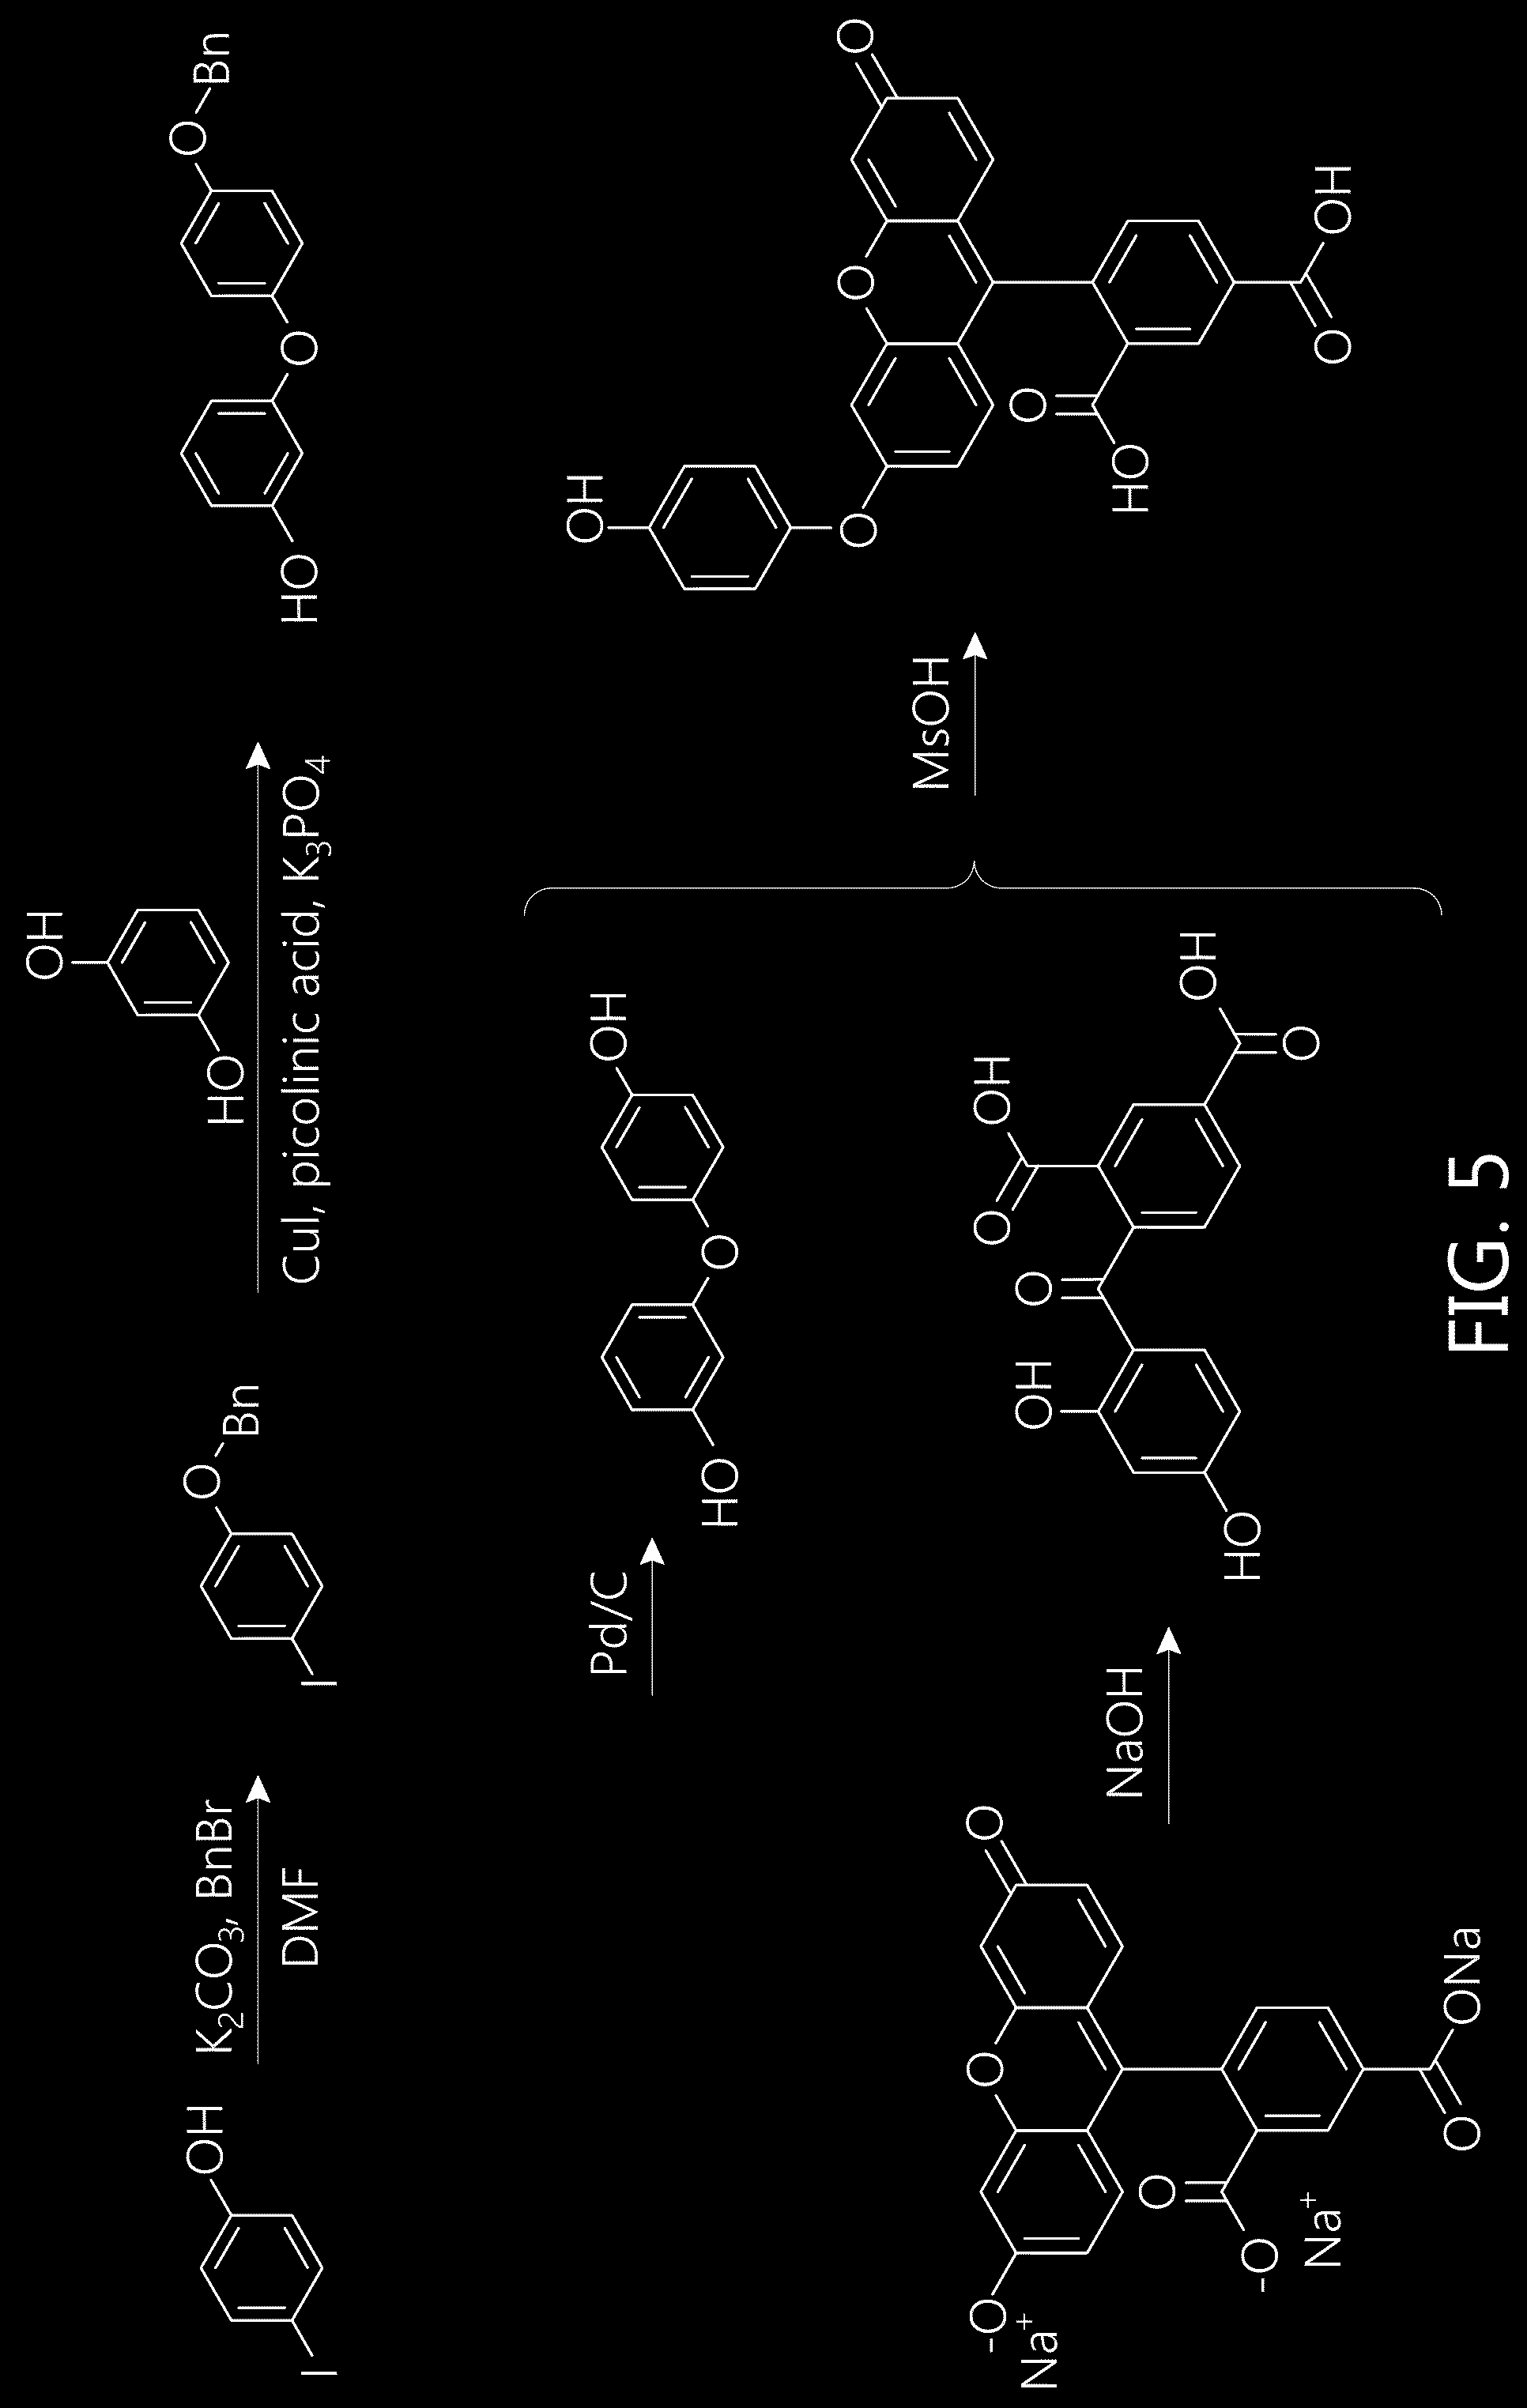 OH
I
K2CO3, BnBr
DMF
O
Bn
I
OH
HO
CuI, picolinic acid, K3PO4
HO
O
O
Bn
Pd/C
HO
O
OH
-O
Na+
O
O
O
-O
Na+
O
ONa
NaOH
HO
OH
O
O
OH
O
OH
MsOH
OH
O
O
O
O
HO
O
OH
FIG. 5